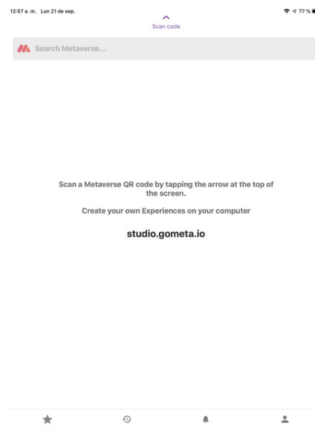 12:57 a. m. Lun 21 de sep.
77 %
Scan code
Search Metaverse...
Scan a Metaverse QR code by tapping the arrow at the top of
the screen.
Create your own Experiences on your computer
studio.gometa.io